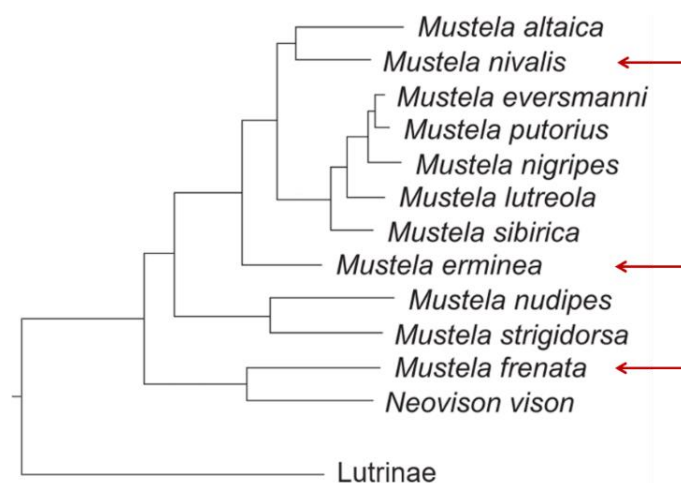 Mustela altaica
Mustela nivalis
Mustela eversmanni
Mustela putorius
Mustela nigripes
Mustela lutreola
Mustela sibirica
Mustela erminea
Mustela nudipes
Mustela strigidorsa
Mustela frenata
Neovison vison
Lutrinae